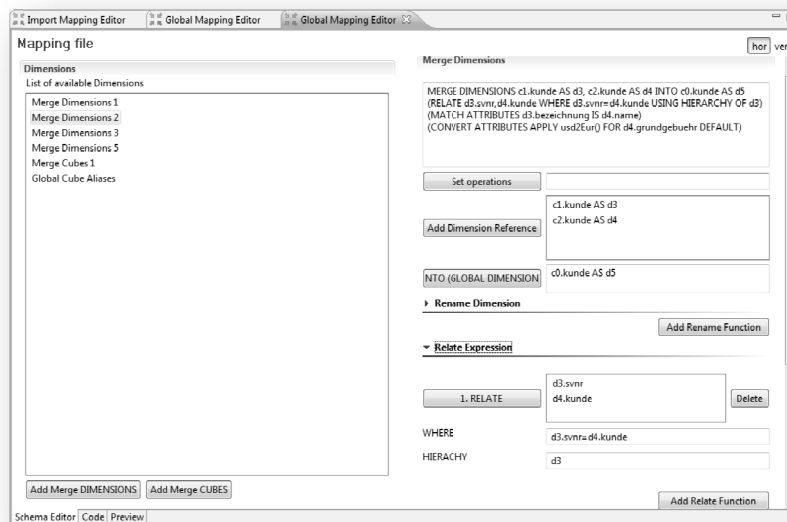 Import Mapping Editor
Global Mapping Editor
Global Mapping Editor
Mapping file
hor ver
Dimensions
List of available Dimensions
Merge Dimensions 1
Merge Dimensions 2
Merge Dimensions 3
Merge Dimensions 5
Merge Cubes 1
Global Cube Aliases
Add Merge DIMENSIONS
Add Merge CUBES
Merge Dimensions
MERGE DIMENSIONS c1.kunde AS d3, c2.kunde AS d4 INTO c0.kunde AS d5
(RELATE d3.svnr,d4.kunde WHERE d3.svnr=d4.kunde USING HIERARCHY OF d3)
(MATCH ATTRIBUTES d3.bezeichnung IS d4.name)
(CONVERT ATTRIBUTES APPLY usd2Eur() FOR d4.grundgebuehr DEFAULT)
Set operations
Add Dimension Reference
c1.kunde AS d3
c2.kunde AS d4
NTO (GLOBAL DIMENSION
c0.kunde AS d5
Rename Dimension
Add Rename Function
Relate Expression
1. RELATE
d3.svnr
d4.kunde
Delete
WHERE
d3.svnr=d4.kunde
HIERACHY
d3
Add Relate Function
Schema Editor Code Preview